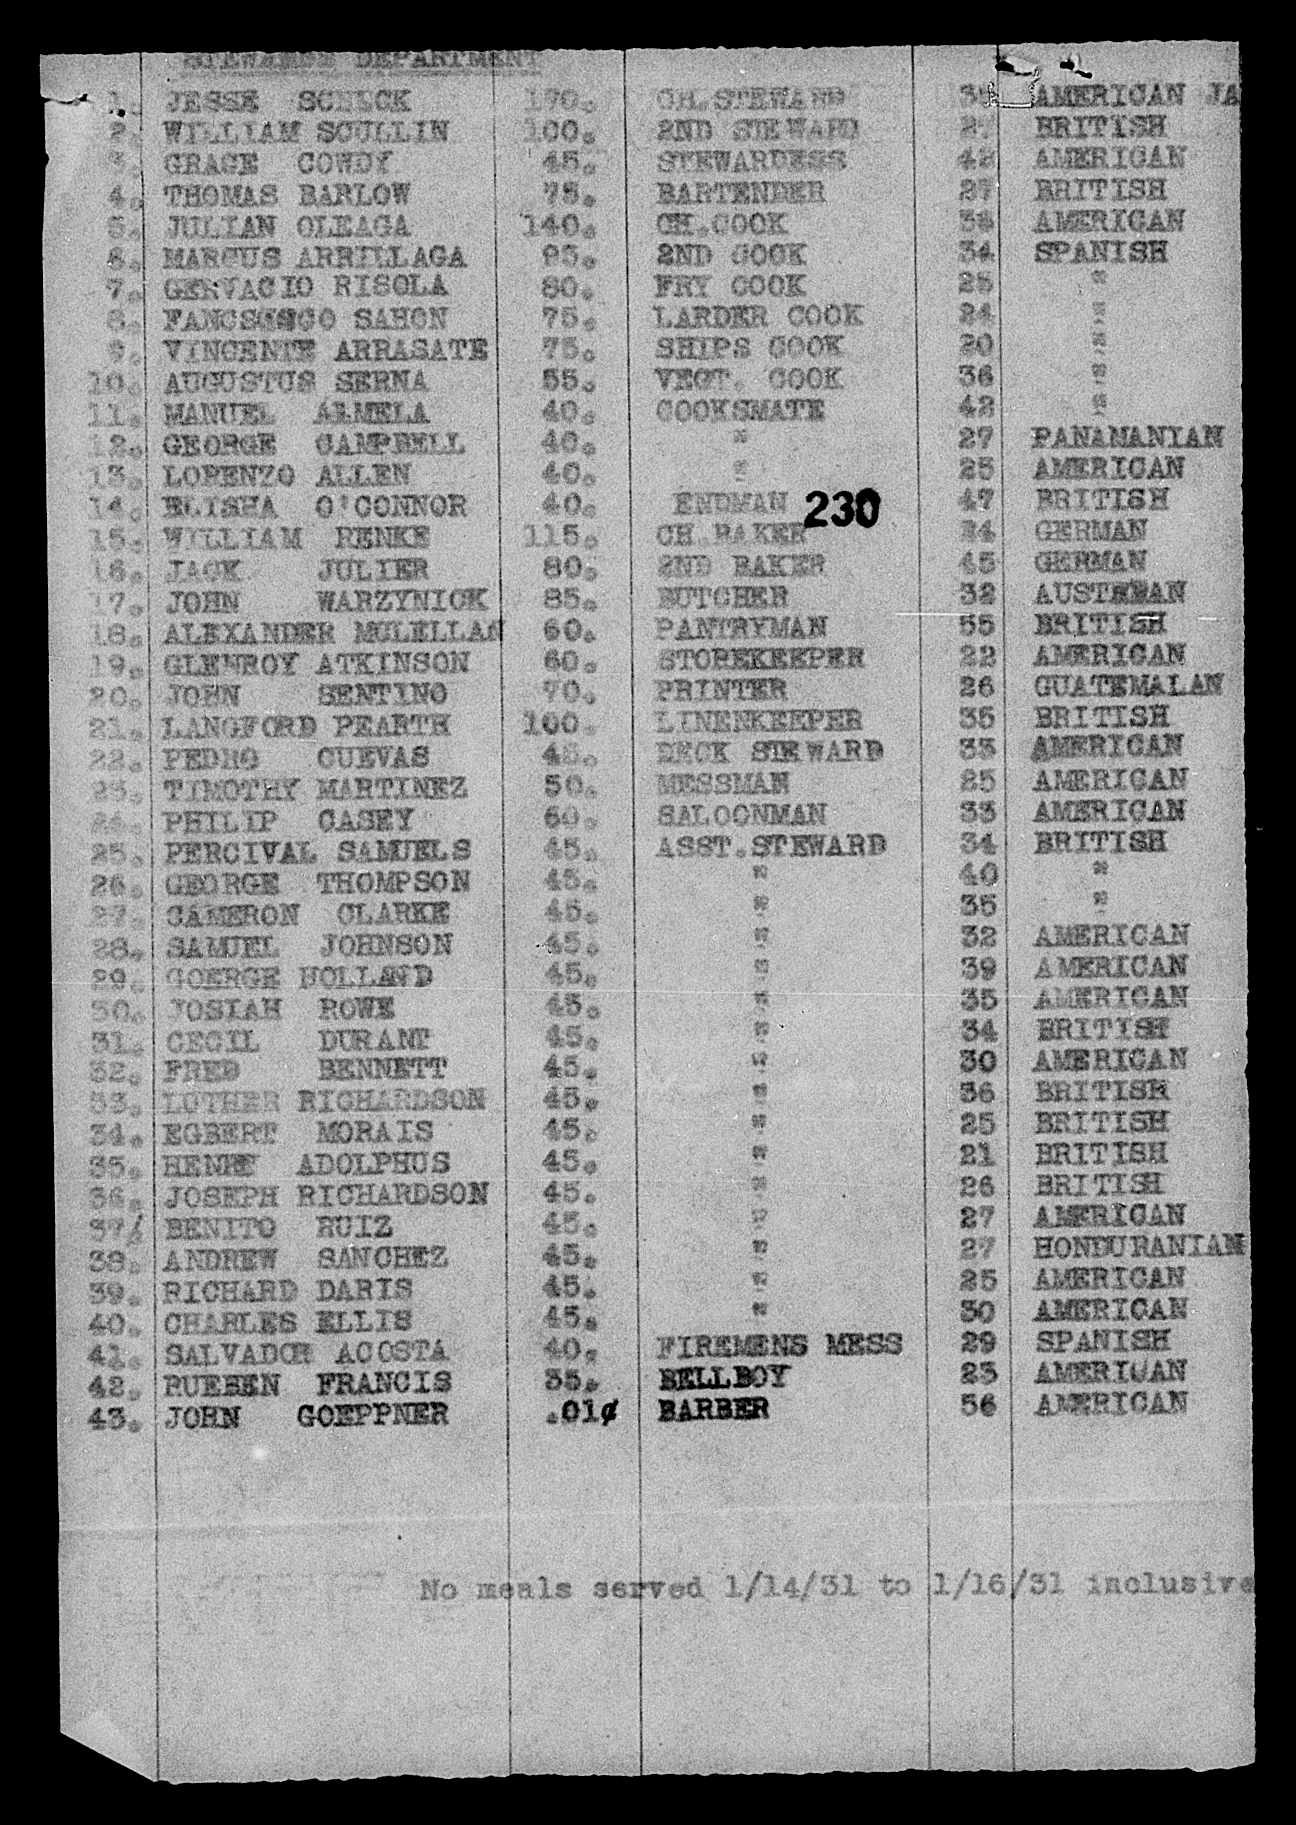 STEWARDS DEPARTMENT
1. JESSE SCHECK 170. CH.STEWARD AMERICAN JA
2. WILLIAM SCULLIN 100. 2ND STEWARD 27 BRITISH
3. GRACE COWDY 45. STEWARDESS 42 AMERICAN
4. THOMAS BARLOW 75. BARTENDER 27 BRITISH
5. JULIAN OLEAGA 140. CH.COOK 38 AMERICAN
6. MARCUS ARRILLAGA 95. 2ND COOK 34 SPANISH
7. GERVACIO RISOLA 80. FRY COOK 25 "
8. SAHON 75. LARDER COOK 24 "
9. VINCENTE ARRASATE 75. SHIPS COOK 20 "
10. AUGUSTUS SERNA 55. VEGT. COOK 36 "
11. MANUEL ARMELA 40. COOKSMATE 42 "
12. GEORGE CAMPBELL 40. " 27 PANAMANIAN
13. LORENZO ALLEN 40. " 25 AMERICAN
14. ELISHA O'CONNOR 40. ENDMAN 230 47 BRITISH
15. WILLIAM RENKE 115. CH.BAKER 24 GERMAN
16. JACK JULIER 80. 2ND BAKER 45 GERMAN
17. JOHN WARZYNICK 85. BUTCHER 32 AUSTRIAN
18. ALEXANDER MCLELLAN 60. PANTRYMAN 55 BRITISH
19. GLENROY ATKINSON 60. STOREKEEPER 22 AMERICAN
20. JOHN SENTINO 70. PRINTER 26 GUATEMALAN
21. LANGFORD PEARTH 100. LINENKEEPER 35 BRITISH
22. PEDRO CUEVAS 45. DECK STEWARD 33 AMERICAN
23. TIMOTHY MARTINEZ 50. MESSMAN 25 AMERICAN
24. PHILIP CASEY 60. SALOONMAN 33 AMERICAN
25. PERCIVAL SAMUELS 45. ASST.STEWARD 34 BRITISH
26. GEORGE THOMPSON 45. " 40 "
27. CAMERON CLARKE 45. " 35 "
28. SAMUEL JOHNSON 45. " 32 AMERICAN
29. GOERGE HOLLAND 45. " 39 AMERICAN
30. JOSIAH ROWE 45. " 35 AMERICAN
31. CECIL DURANT 45. " 34 BRITISH
32. FRED BENNETT 45. " 30 AMERICAN
33. LUTHER RICHARDSON 45. " 36 BRITISH
34. EGBERT MORAIS 45. " 25 BRITISH
35. HENRY ADOLPHUS 45. " 21 BRITISH
36. JOSEPH RICHARDSON 45. " 26 BRITISH
37/ BENITO RUIZ 45. " 27 AMERICAN
38. ANDREW SANCHEZ 45. " 27 HONDURANIAN
39. RICHARD DARIS 45. " 25 AMERICAN
40. CHARLES ELLIS 45. " 30 AMERICAN
41. SALVADOR ACOSTA 40. FIREMENS MESS 29 SPANISH
42. RUEBEN FRANCIS 35. BELLBOY 23 AMERICAN
43. JOHN GOEPPNER .01¢ BARBER 56 AMERICAN
No meals served 1/14/31 to 1/16/31 inclusive